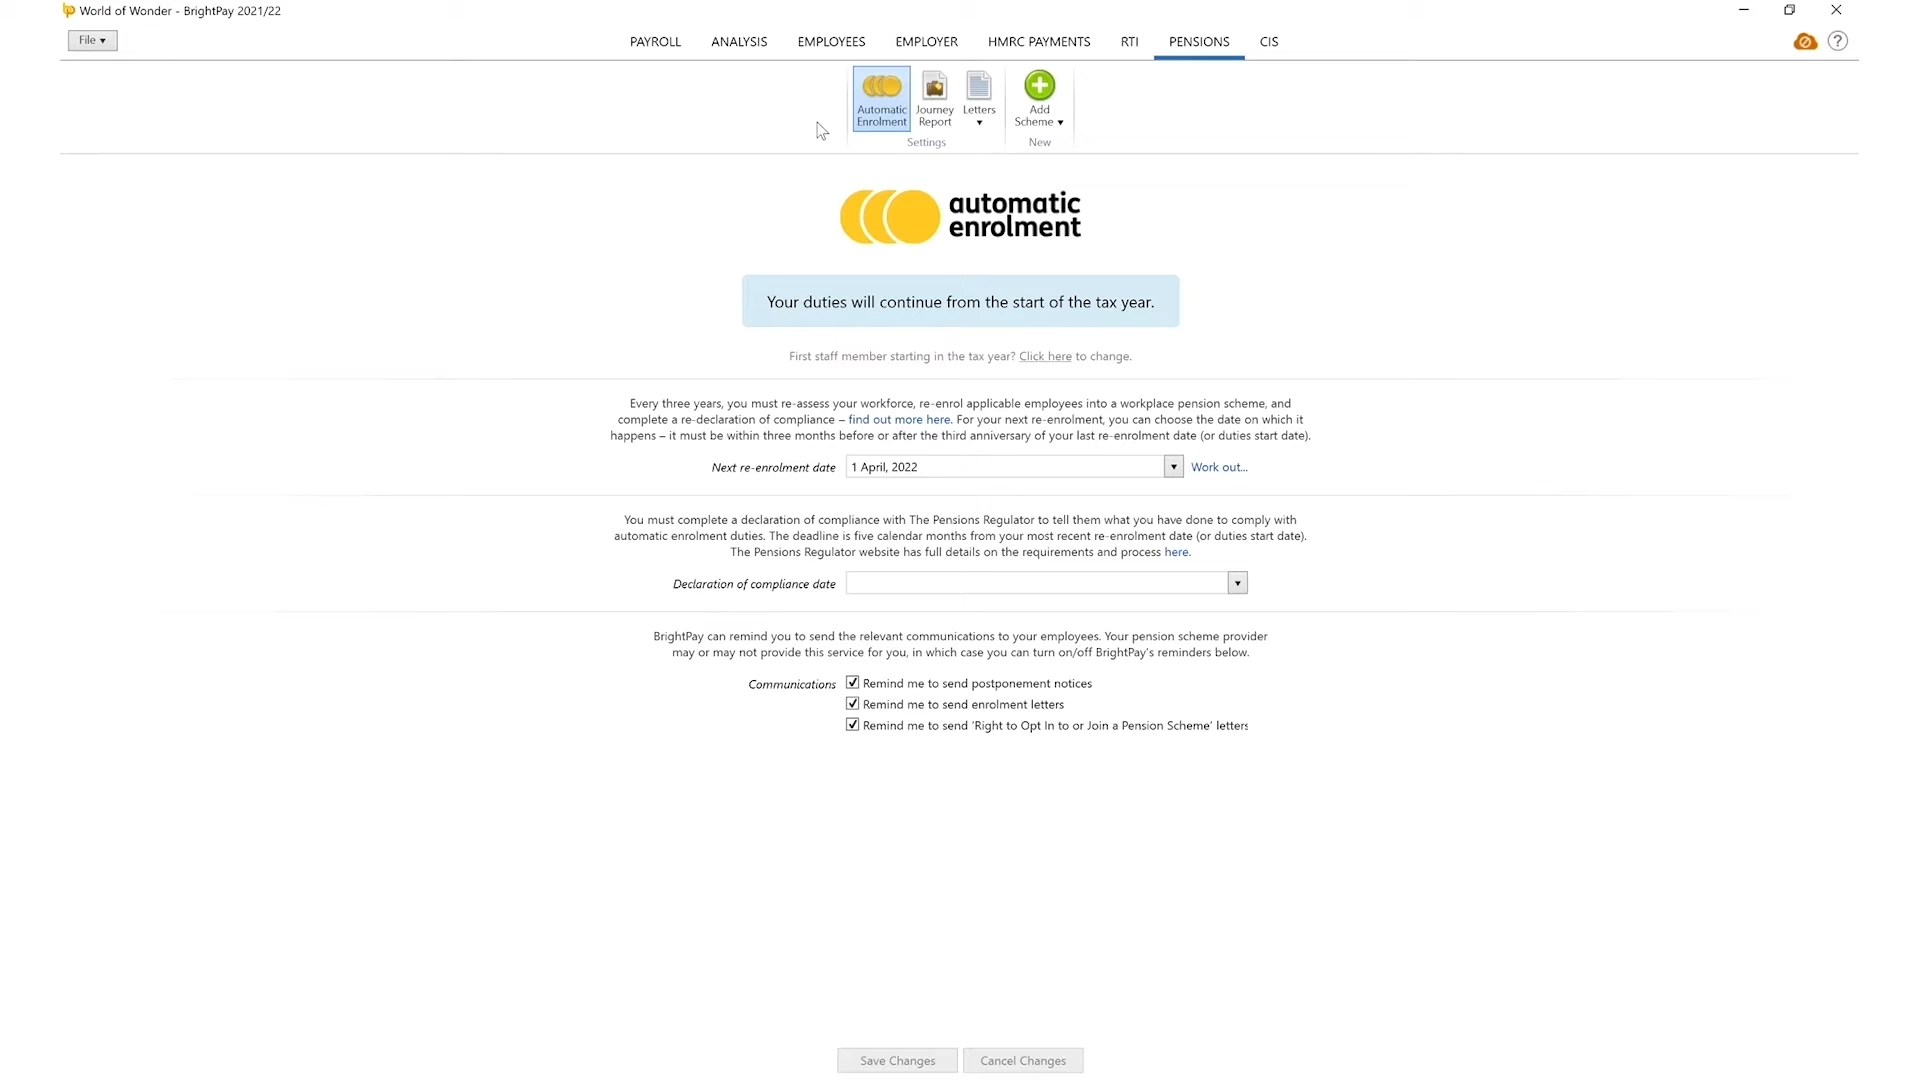 World of Wonder - BrightPay 2021/22
File ▾
PAYROLL ANALYSIS EMPLOYEES EMPLOYER HMRC PAYMENTS RTI PENSIONS CIS
?
Automatic Enrolment
Journey Report
Letters
Add Scheme
Settings
New
automatic
enrolment
Your duties will continue from the start of the tax year.
First staff member starting in the tax year? Click here to change.
Every three years, you must re-assess your workforce, re-enrol applicable employees into a workplace pension scheme, and
complete a re-declaration of compliance – find out more here. For your next re-enrolment, you can choose the date on which it
happens – it must be within three months before or after the third anniversary of your last re-enrolment date (or duties start date).
Next re-enrolment date 1 April, 2022 Work out...
You must complete a declaration of compliance with The Pensions Regulator to tell them what you have done to comply with
automatic enrolment duties. The deadline is five calendar months from your most recent re-enrolment date (or duties start date).
The Pensions Regulator website has full details on the requirements and process here.
Declaration of compliance date
BrightPay can remind you to send the relevant communications to your employees. Your pension scheme provider
may or may not provide this service for you, in which case you can turn on/off BrightPay's reminders below.
Communications Remind me to send postponement notices
Remind me to send enrolment letters
Remind me to send 'Right to Opt In to or Join a Pension Scheme' letters
Save Changes Cancel Changes